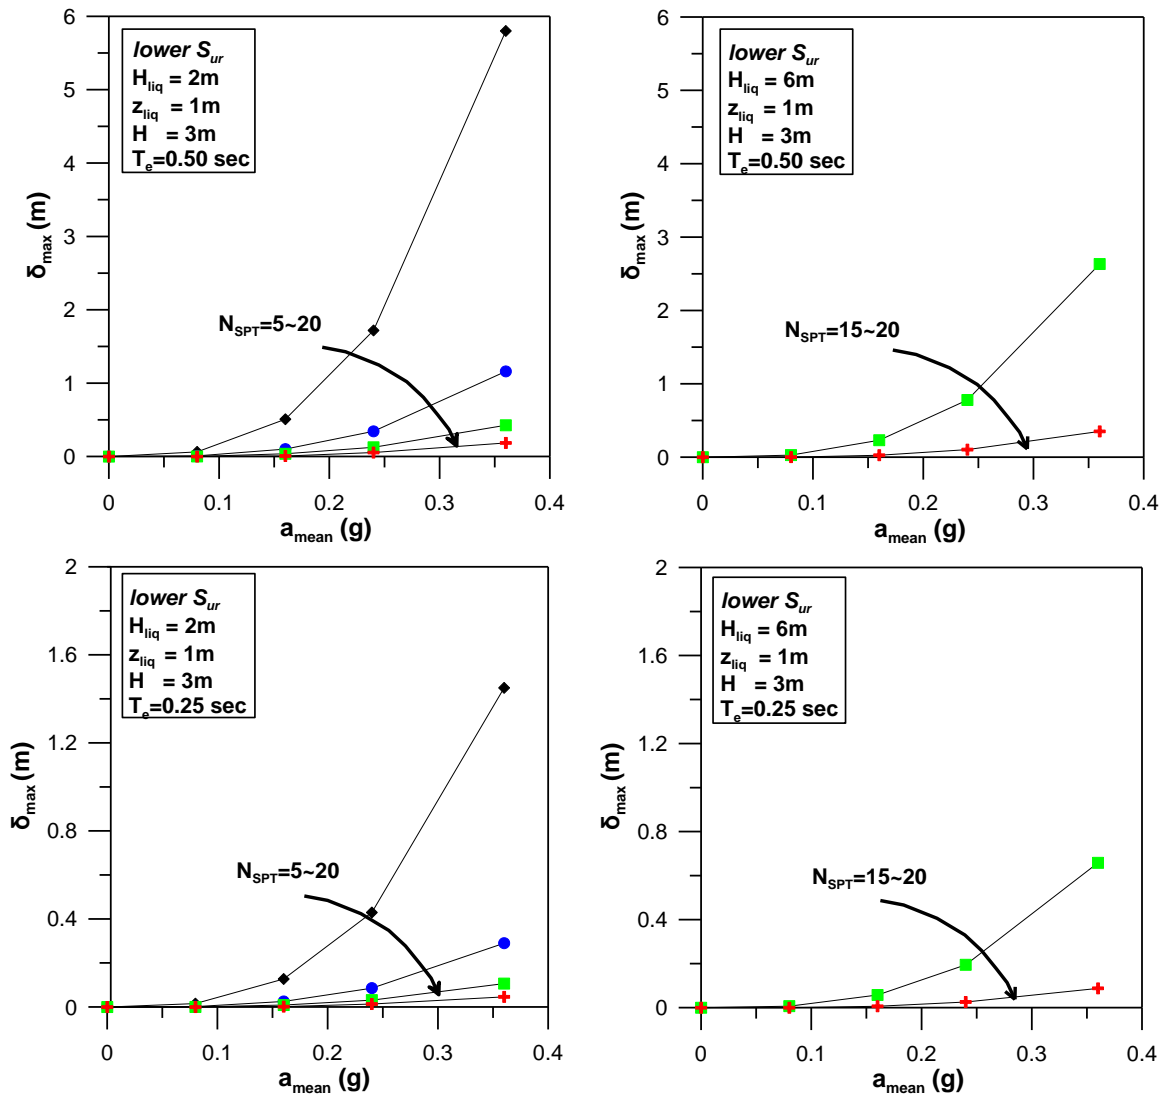 6
5
4
3
2
1
0
δmax (m)
lower Sur
Hliq = 2m
zliq = 1m
H = 3m
Te=0.50 sec
NSPT=5~20
0 0.1 0.2 0.3 0.4
amean (g)
6
5
4
3
2
1
0
δmax (m)
lower Sur
Hliq = 6m
zliq = 1m
H = 3m
Te=0.50 sec
NSPT=15~20
0 0.1 0.2 0.3 0.4
amean (g)
2
1.6
1.2
0.8
0.4
0
δmax (m)
lower Sur
Hliq = 2m
zliq = 1m
H = 3m
Te=0.25 sec
NSPT=5~20
0 0.1 0.2 0.3 0.4
amean (g)
2
1.6
1.2
0.8
0.4
0
δmax (m)
lower Sur
Hliq = 6m
zliq = 1m
H = 3m
Te=0.25 sec
NSPT=15~20
0 0.1 0.2 0.3 0.4
amean (g)